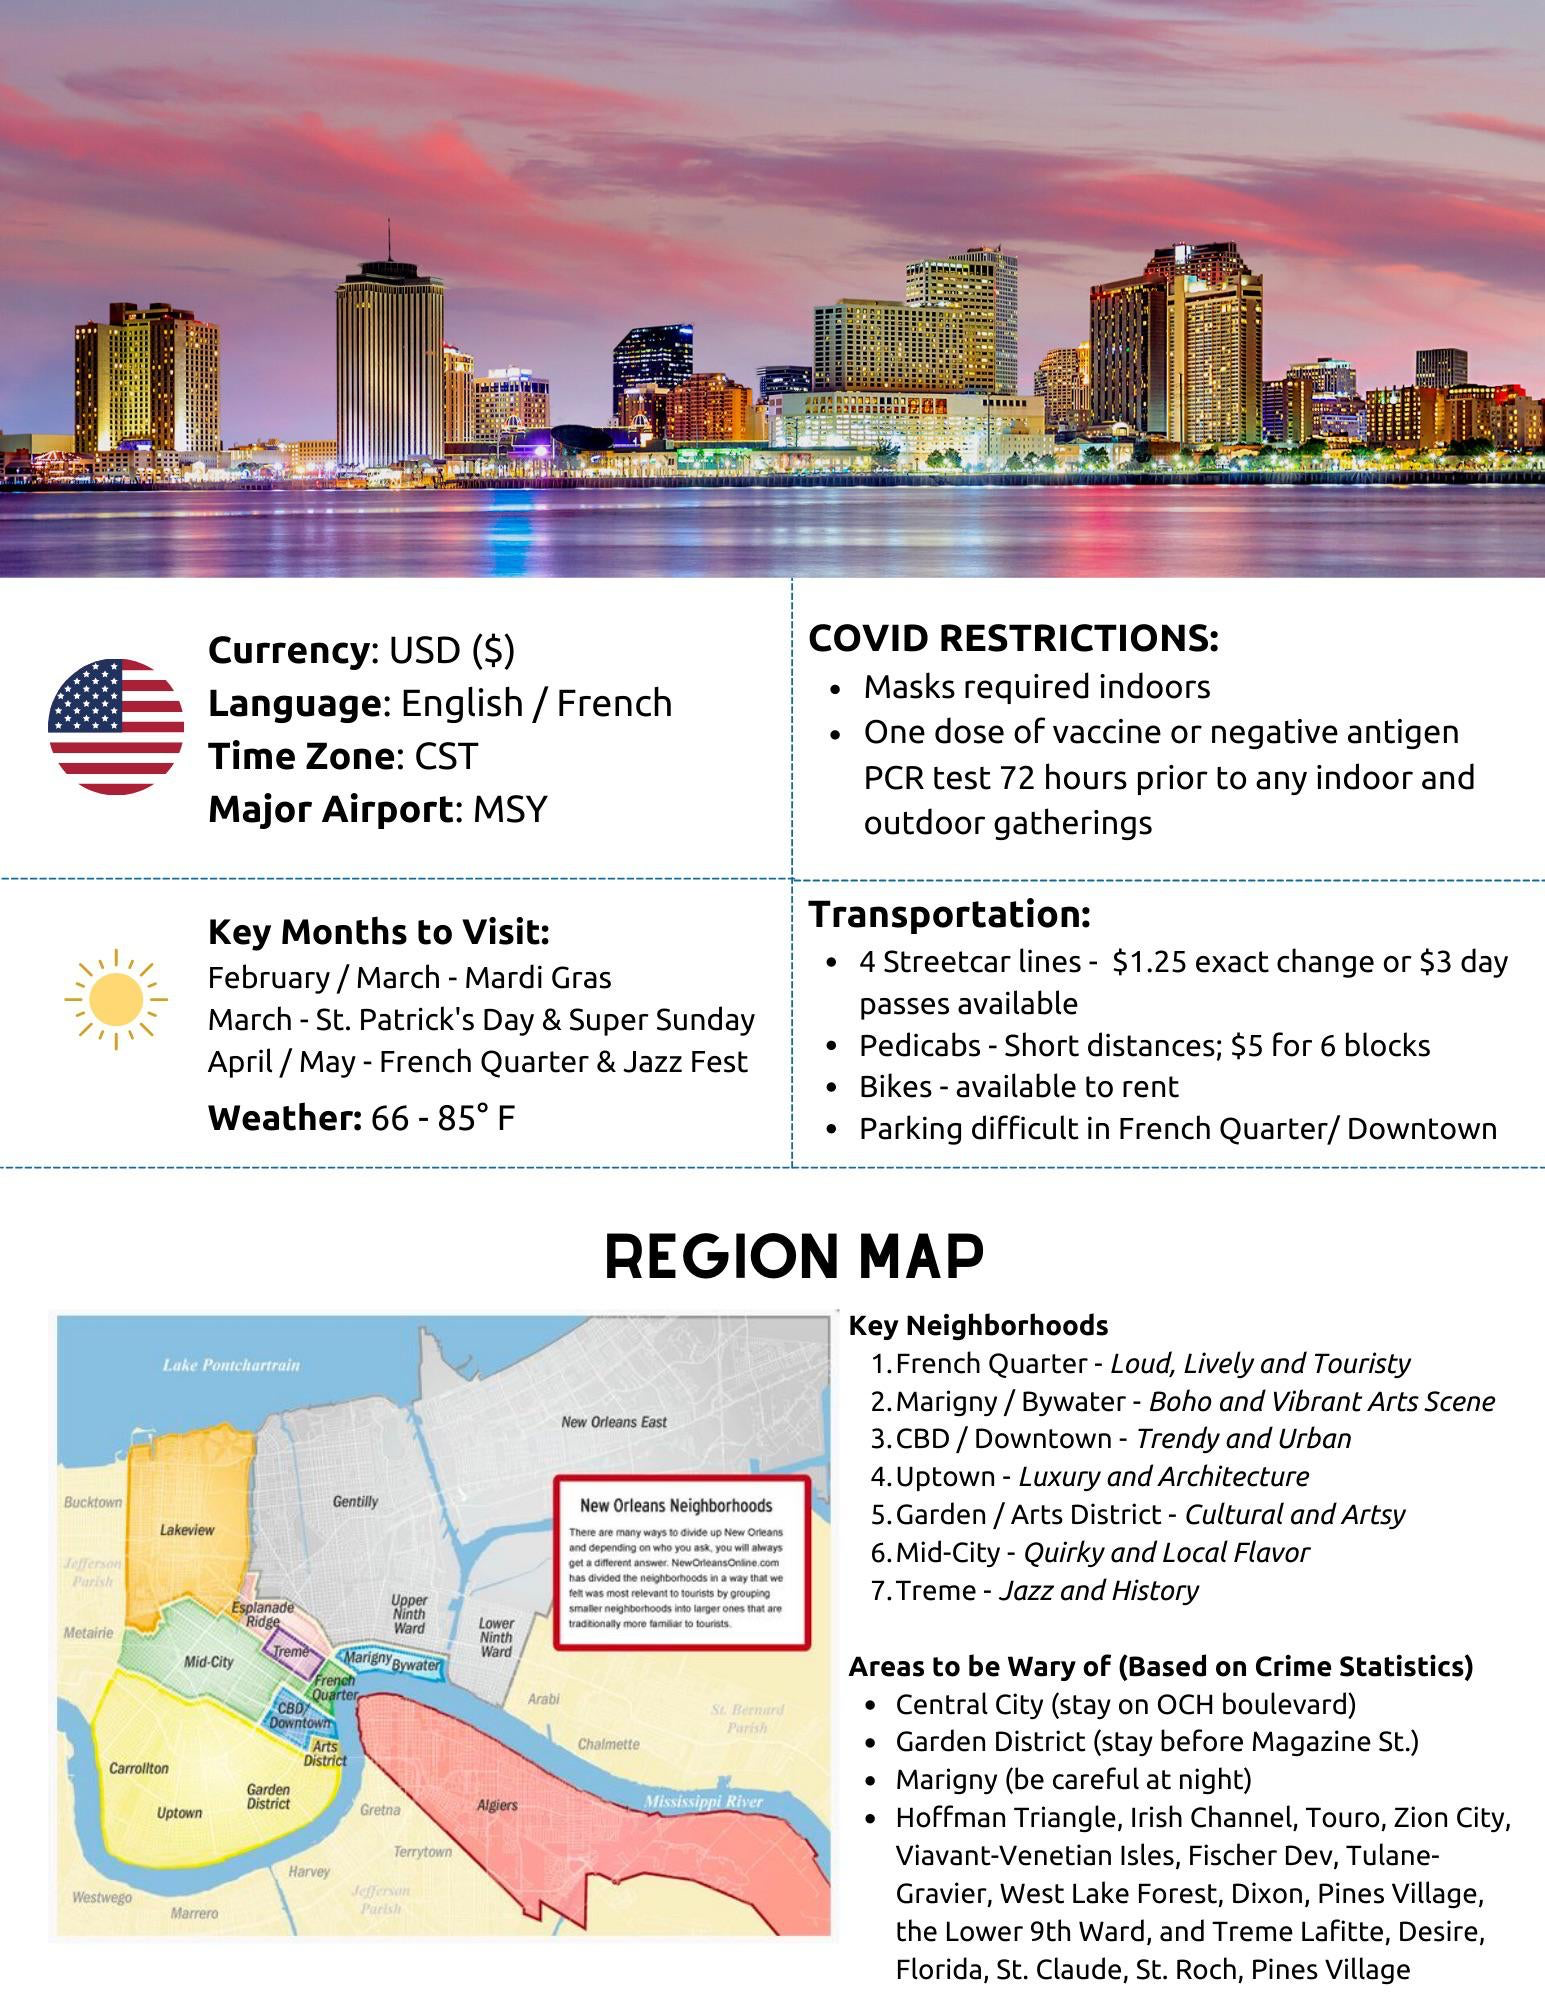 Currency: USD ($)
Language: English / French
Time Zone: CST
Major Airport: MSY
COVID RESTRICTIONS:
• Masks required indoors
• One dose of vaccine or negative antigen
PCR test 72 hours prior to any indoor and
outdoor gatherings
Key Months to Visit:
February / March - Mardi Gras
March - St. Patrick's Day & Super Sunday
April / May - French Quarter & Jazz Fest
Weather: 66 - 85° F
Transportation:
• 4 Streetcar lines - $1.25 exact change or $3 day
passes available
• Pedicabs - Short distances; $5 for 6 blocks
• Bikes - available to rent
• Parking difficult in French Quarter/ Downtown
REGION MAP
Lake Pontchartrain
New Orleans East
Bucktown
Gentilly
Lakeview
Jefferson
Parish
Metairie
Esplanade
Ridge
Upper
Ninth
Ward
Lower
Ninth
Ward
Treme
Mid-City
Marigny
Bywater
French
Quarter
CBD/
Downtown
Arts
District
Arabi
St. Bernard
Parish
Chalmette
Carrollton
Garden
District
Uptown
Gretna
Algiers
Mississippi River
Terrytown
Harvey
Jefferson
Parish
Westwego
Marrero
New Orleans Neighborhoods
There are many ways to divide up New Orleans
and depending on who you ask, you will always
get a different answer. NewOrleansOnline.com
has divided the neighborhoods in a way that we
felt was most relevant to tourists by grouping
smaller neighborhoods into larger ones that are
traditionally more familiar to tourists.
Key Neighborhoods
1. French Quarter - Loud, Lively and Touristy
2. Marigny / Bywater - Boho and Vibrant Arts Scene
3. CBD / Downtown - Trendy and Urban
4. Uptown - Luxury and Architecture
5. Garden / Arts District - Cultural and Artsy
6. Mid-City - Quirky and Local Flavor
7. Treme - Jazz and History
Areas to be Wary of (Based on Crime Statistics)
• Central City (stay on OCH boulevard)
• Garden District (stay before Magazine St.)
• Marigny (be careful at night)
• Hoffman Triangle, Irish Channel, Touro, Zion City,
Viavant-Venetian Isles, Fischer Dev, Tulane-
Gravier, West Lake Forest, Dixon, Pines Village,
the Lower 9th Ward, and Treme Lafitte, Desire,
Florida, St. Claude, St. Roch, Pines Village